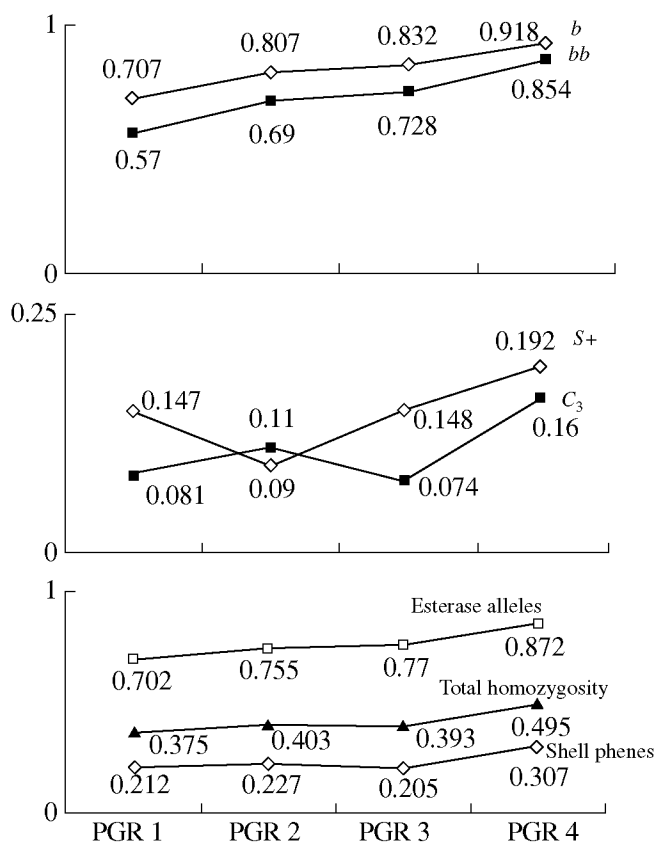 1
0.918 b
0.807 0.832 bb
0.707
0.854
0.69 0.728
0.57
0
0.25
0.192 S+
0.147 C3
0.11 0.148
0.16
0.081 0.09 0.074
0
1
Esterase alleles
0.872
0.702 0.755 0.77
Total homozygosity
0.375 0.403 0.393 0.495
Shell phenes
0.212 0.227 0.205 0.307
0
PGR 1 PGR 2 PGR 3 PGR 4